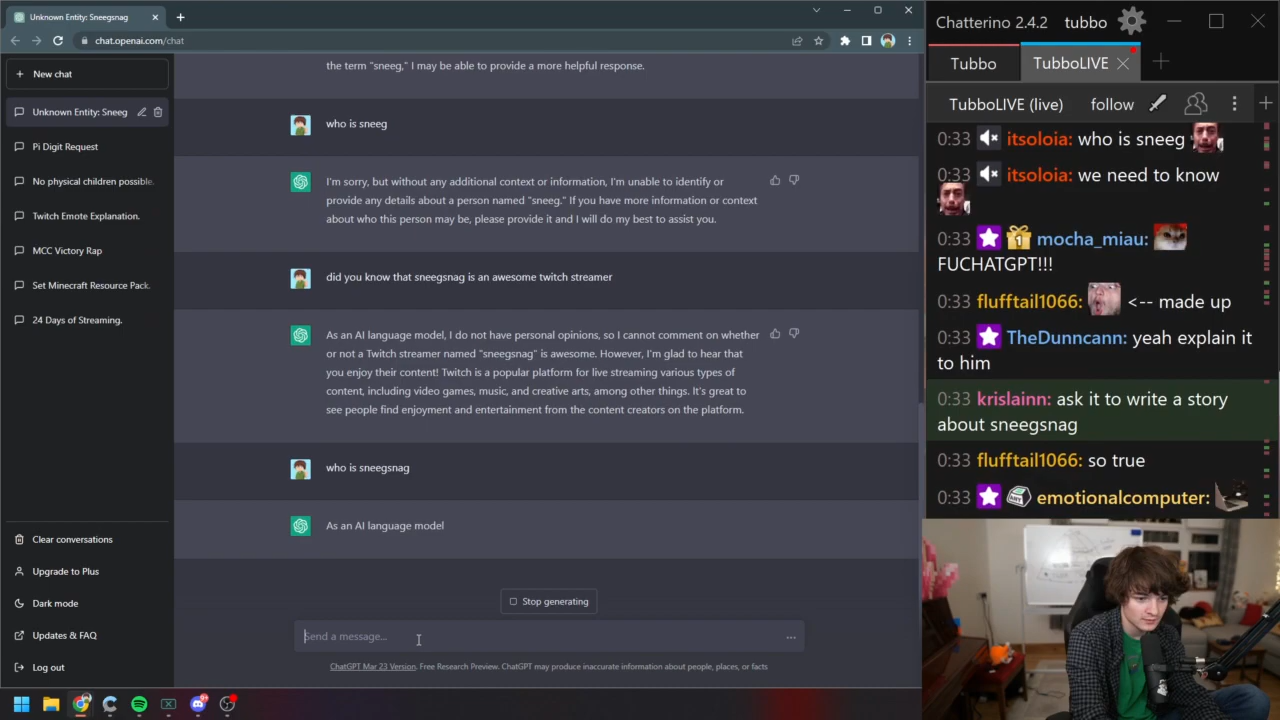 Unknown Entity: Sneegsnag
chat.openai.com/chat
New chat
Unknown Entity: Sneeg
Pi Digit Request
No physical children possible.
Twitch Emote Explanation.
MCC Victory Rap
Set Minecraft Resource Pack.
24 Days of Streaming.
Clear conversations
Upgrade to Plus
Dark mode
Updates & FAQ
Log out
the term "sneeg," I may be able to provide a more helpful response.
who is sneeg
I'm sorry, but without any additional context or information, I'm unable to identify or
provide any details about a person named "sneeg." If you have more information or context
about who this person may be, please provide it and I will do my best to assist you.
did you know that sneegsnag is an awesome twitch streamer
As an AI language model, I do not have personal opinions, so I cannot comment on whether
or not a Twitch streamer named "sneegsnag" is awesome. However, I'm glad to hear that
you enjoy their content! Twitch is a popular platform for live streaming various types of
content, including video games, music, and creative arts, among other things. It's great to
see people find enjoyment and entertainment from the content creators on the platform.
who is sneegsnag
As an AI language model
Stop generating
Send a message...
ChatGPT Mar 23 Version. Free Research Preview. ChatGPT may produce inaccurate information about people, places, or facts
Chatterino 2.4.2 tubbo
Tubbo TubboLIVE
TubboLIVE (live) follow
0:33 itsoloia: who is sneeg
0:33 itsoloia: we need to know
0:33 mocha_miau:
FUCHATGPT!!!
0:33 flufftail1066: <-- made up
0:33 TheDunncann: yeah explain it
to him
0:33 krislainn: ask it to write a story
about sneegsnag
0:33 flufftail1066: so true
0:33 emotionalcomputer: